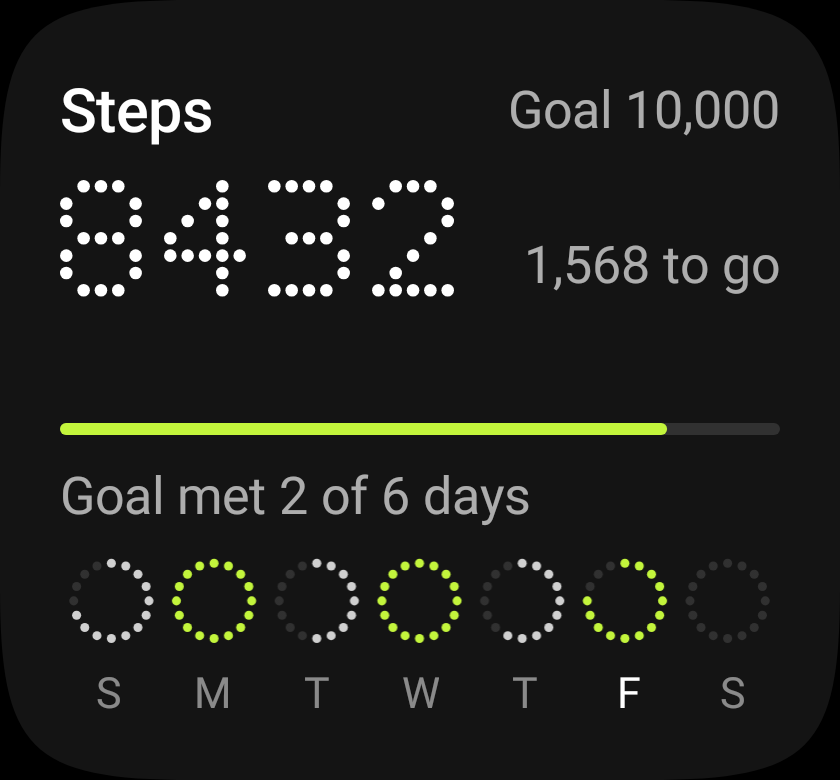 Steps
Goal 10,000
8432
1,568 to go
Goal met 2 of 6 days
S M T W T F S